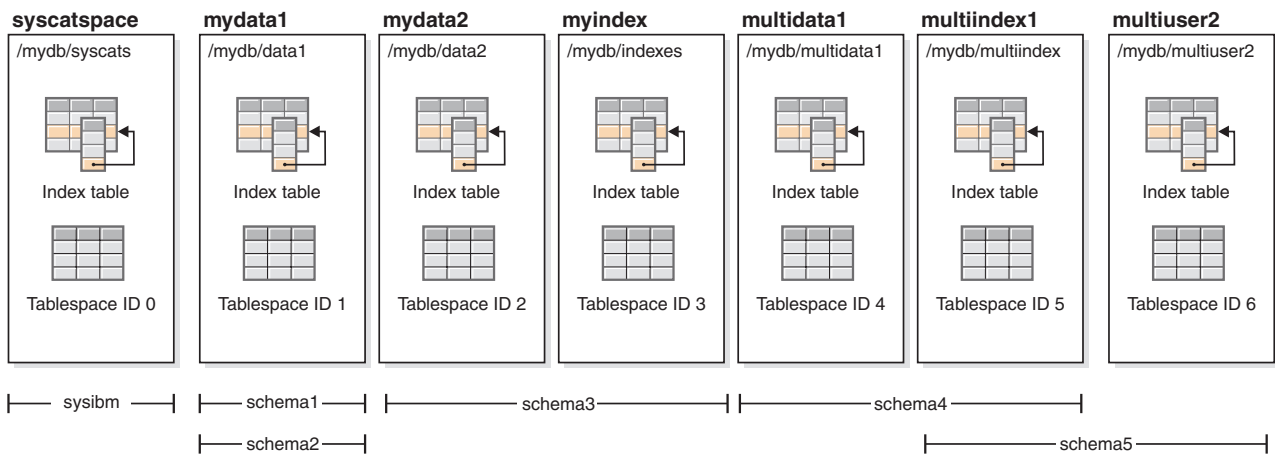 syscatspace
mydata1
mydata2
myindex
multidata1
multiindex1
multiuser2
/mydb/syscats
/mydb/data1
/mydb/data2
/mydb/indexes
/mydb/multidata1
/mydb/multiindex
/mydb/multiuser2
Index table
Index table
Index table
Index table
Index table
Index table
Index table
Tablespace ID 0
Tablespace ID 1
Tablespace ID 2
Tablespace ID 3
Tablespace ID 4
Tablespace ID 5
Tablespace ID 6
sysibm
schema1
schema3
schema4
schema2
schema5